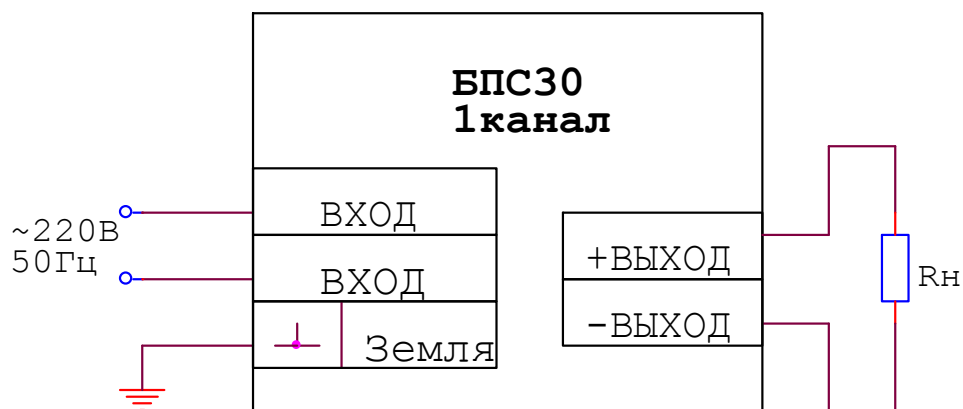 БПС30
1канал
~220В
50Гц
ВХОД
ВХОД
Земля
+ВЫХОД
-ВЫХОД
Rн